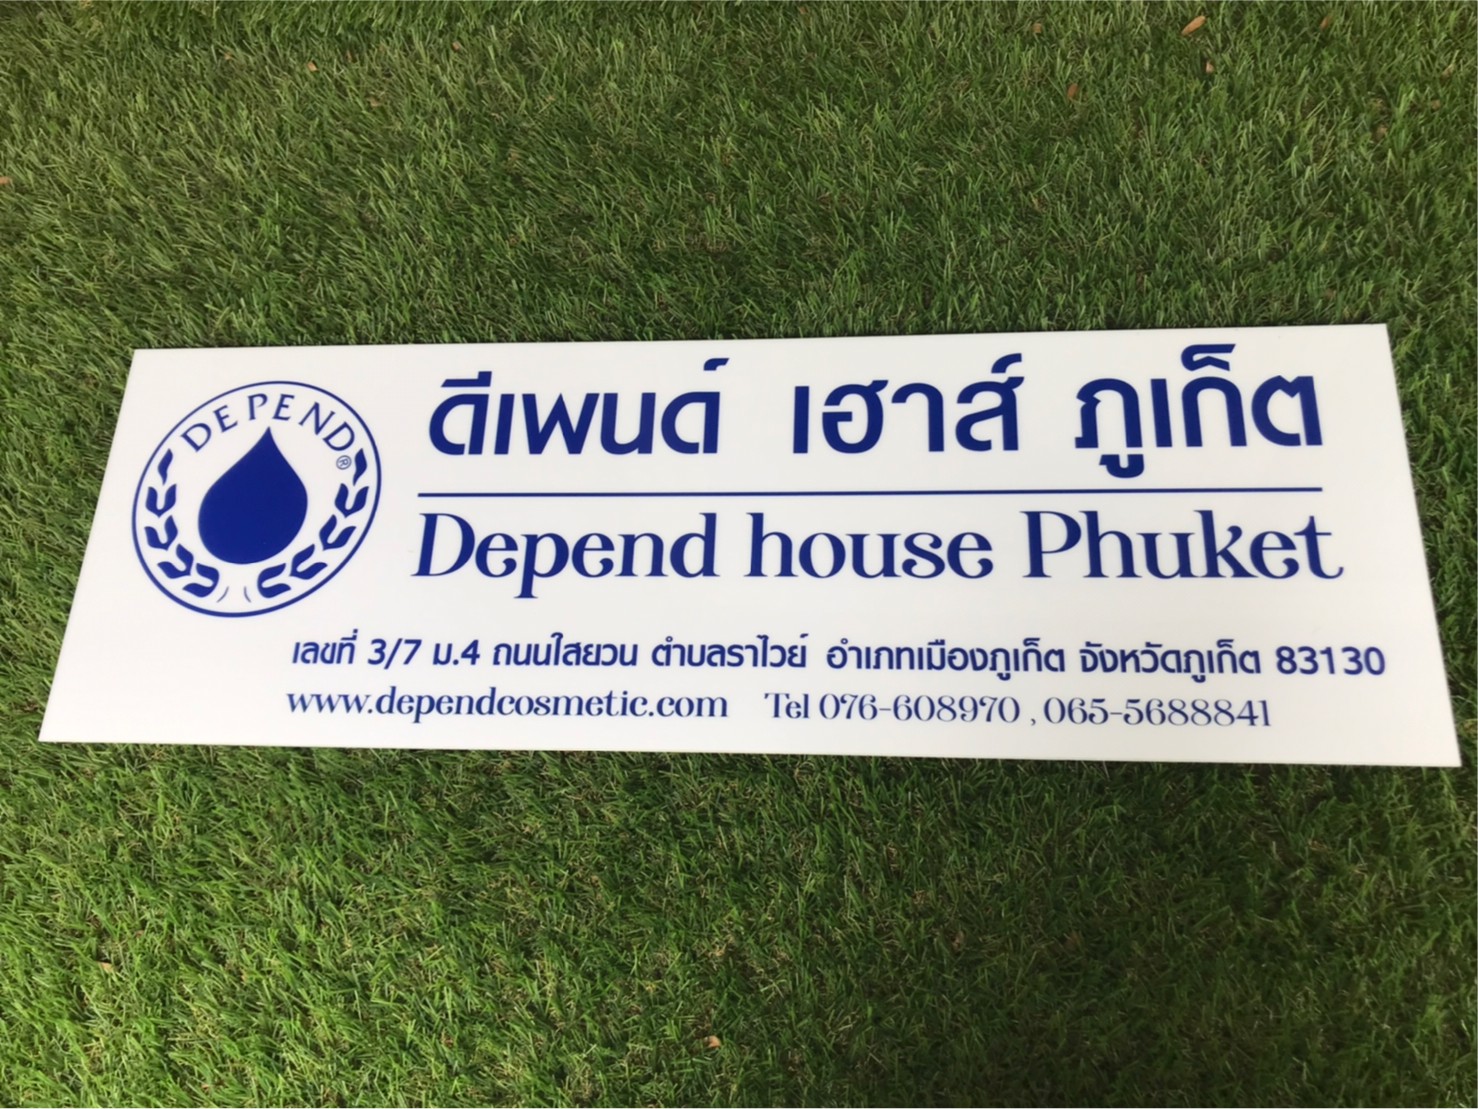 DEPEND®
ดีเพนด์ เฮาส์ ภูเก็ต
Depend house Phuket
เลขที่ 3/7 ม.4 ถนนใสยวน ตำบลราไวย์ อำเภทเมืองภูเก็ต จังหวัดภูเก็ต 83130
www.dependcosmetic.com Tel 076-608970 , 065-5688841